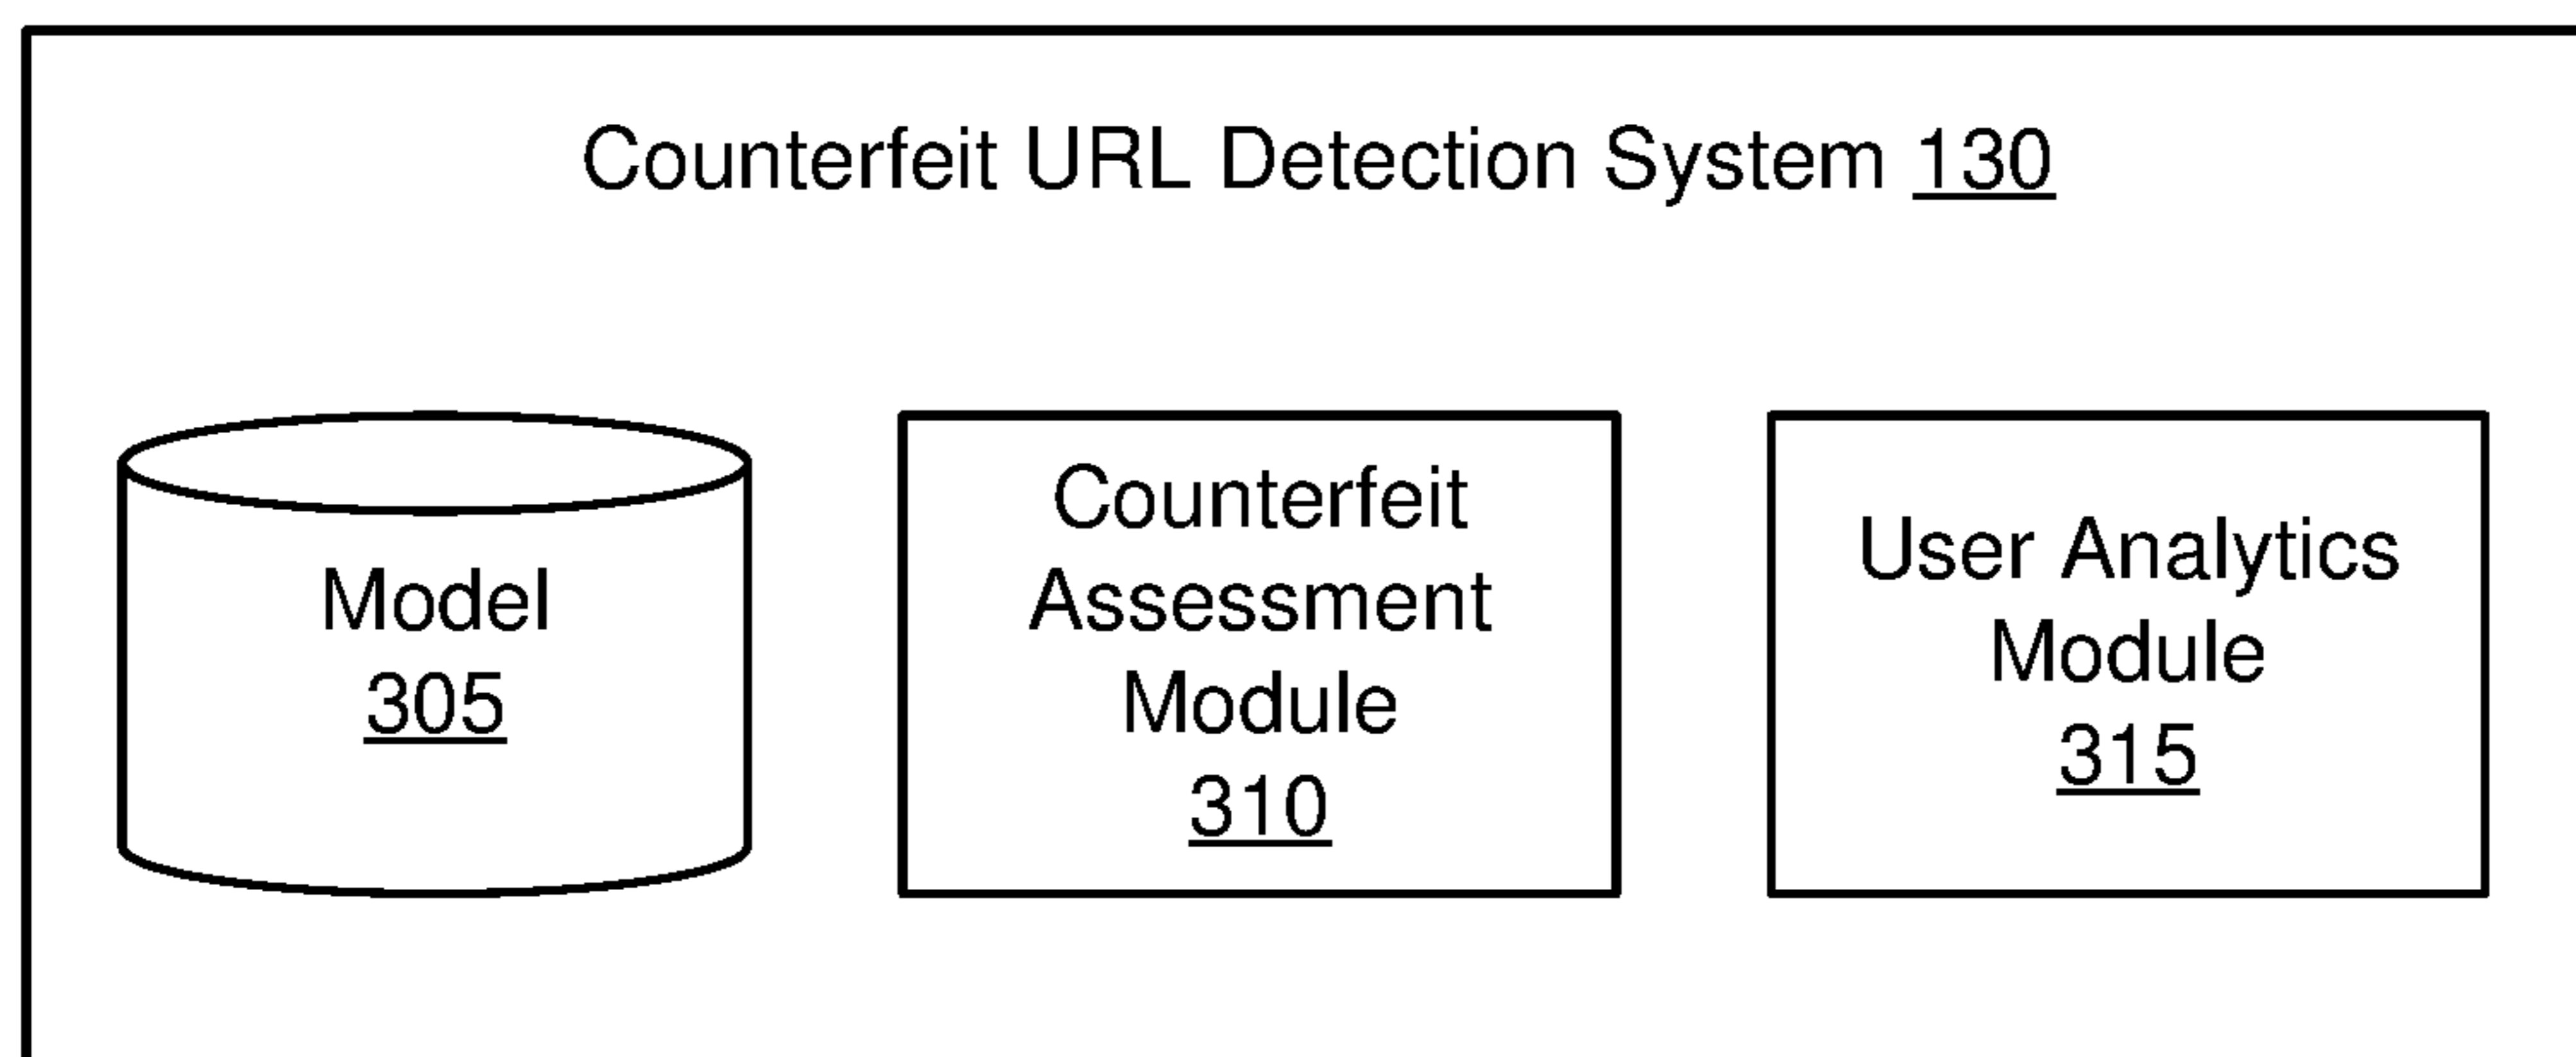 Counterfeit URL Detection System 130
Model
305
Counterfeit
Assessment
Module
310
User Analytics
Module
315